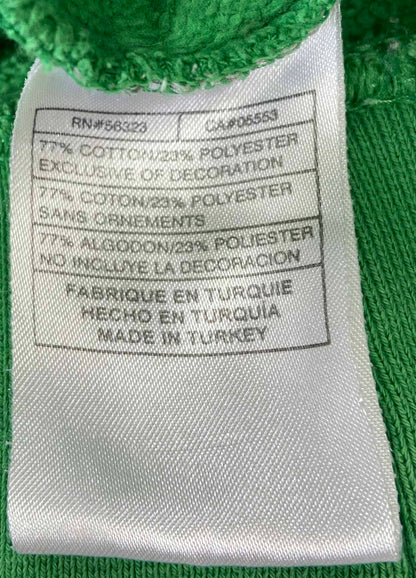 RN#56323 CA#05553
77% COTTON/23% POLYESTER
EXCLUSIVE OF DECORATION
77% COTON/23% POLYESTER
SANS ORNEMENTS
77% ALGODON/23% POLIESTER
NO INCLUYE LA DECORACION
FABRIQUE EN TURQUIE
HECHO EN TURQUÍA
MADE IN TURKEY